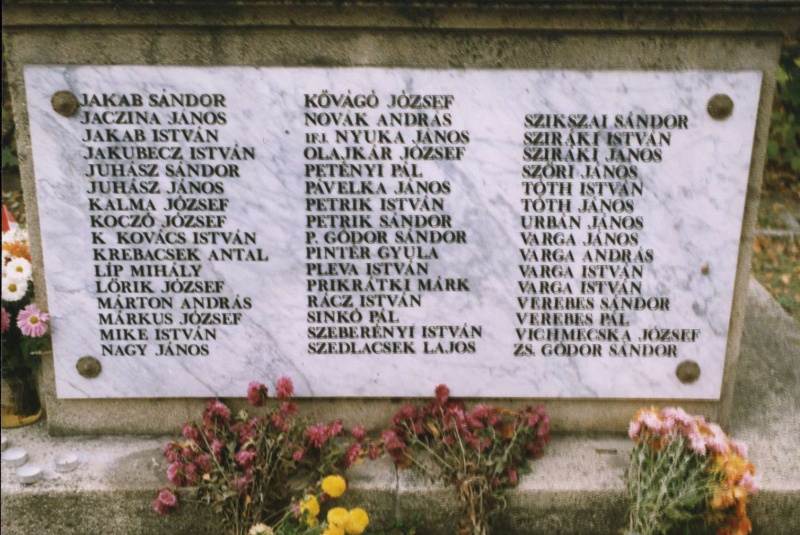 JAKAB SÁNDOR
JACZINA JÁNOS
JAKAB ISTVÁN
JAKUBECZ ISTVÁN
JUHÁSZ SÁNDOR
JUHÁSZ JÁNOS
KALMA JÓZSEF
KOCZÓ JÓZSEF
K KOVÁCS ISTVÁN
KREBACSEK ANTAL
LÍP MIHÁLY
LŐRIK JÓZSEF
MÁRTON ANDRÁS
MÁRKUS JÓZSEF
MIKE ISTVÁN
NAGY JÁNOS
KŐVÁGÓ JÓZSEF
NOVÁK ANDRÁS
IFJ. NYUKA JÁNOS
OLAJKÁR JÓZSEF
PETÉNYI PÁL
PÁVELKA JÁNOS
PETRIK ISTVÁN
PETRIK SÁNDOR
P. GÓDOR SÁNDOR
PINTÉR GYULA
PLEVA ISTVÁN
PRIKRÁTKI MÁRK
RÁCZ ISTVÁN
SINKÓ PÁL
SZEBERÉNYI ISTVÁN
SZEDLACSEK LAJOS
SZIKSZAI SÁNDOR
SZIRÁKI ISTVÁN
SZIRÁKI JÁNOS
SZŐRI JÁNOS
TÓTH ISTVÁN
TÓTH JÁNOS
URBÁN JÁNOS
VARGA JÁNOS
VARGA ANDRÁS
VARGA ISTVÁN
VARGA ISTVÁN
VEREBES SÁNDOR
VEREBES PÁL
VICHMECSKA JÓZSEF
ZS. GÓDOR SÁNDOR